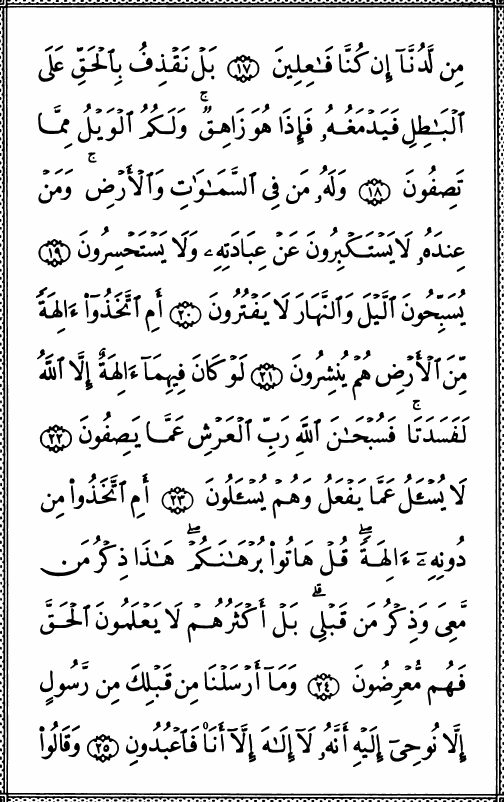 مِن لَّدُنَّآ إِن كُنَّا فَٰعِلِينَ ١٧ بَلْ نَقْذِفُ بِٱلْحَقِّ عَلَى
ٱلْبَٰطِلِ فَيَدْمَغُهُۥ فَإِذَا هُوَ زَاهِقٌۚ وَلَكُمُ ٱلْوَيْلُ مِمَّا
تَصِفُونَ ١٨ وَلَهُۥ مَن فِى ٱلسَّمَٰوَٰتِ وَٱلْأَرْضِۚ وَمَنْ
عِندَهُۥ لَا يَسْتَكْبِرُونَ عَنْ عِبَادَتِهِۦ وَلَا يَسْتَحْسِرُونَ ١٩
يُسَبِّحُونَ ٱلَّيْلَ وَٱلنَّهَارَ لَا يَفْتُرُونَ ٢٠ أَمِ ٱتَّخَذُوٓا۟ ءَالِهَةً
مِّنَ ٱلْأَرْضِ هُمْ يُنشِرُونَ ٢١ لَوْ كَانَ فِيهِمَآ ءَالِهَةٌ إِلَّا ٱللَّهُ
لَفَسَدَتَاۚ فَسُبْحَٰنَ ٱللَّهِ رَبِّ ٱلْعَرْشِ عَمَّا يَصِفُونَ ٢٢
لَا يُسْـَٔلُ عَمَّا يَفْعَلُ وَهُمْ يُسْـَٔلُونَ ٢٣ أَمِ ٱتَّخَذُوا۟ مِن
دُونِهِۦٓ ءَالِهَةًۖ قُلْ هَاتُوا۟ بُرْهَٰنَكُمْۖ هَٰذَا ذِكْرُ مَن
مَّعِىَ وَذِكْرُ مَن قَبْلِىۗ بَلْ أَكْثَرُهُمْ لَا يَعْلَمُونَ ٱلْحَقَّ
فَهُم مُّعْرِضُونَ ٢٤ وَمَآ أَرْسَلْنَا مِن قَبْلِكَ مِن رَّسُولٍ
إِلَّا نُوحِىٓ إِلَيْهِ أَنَّهُۥ لَآ إِلَٰهَ إِلَّآ أَنَا۠ فَٱعْبُدُونِ ٢٥ وَقَالُوا۟